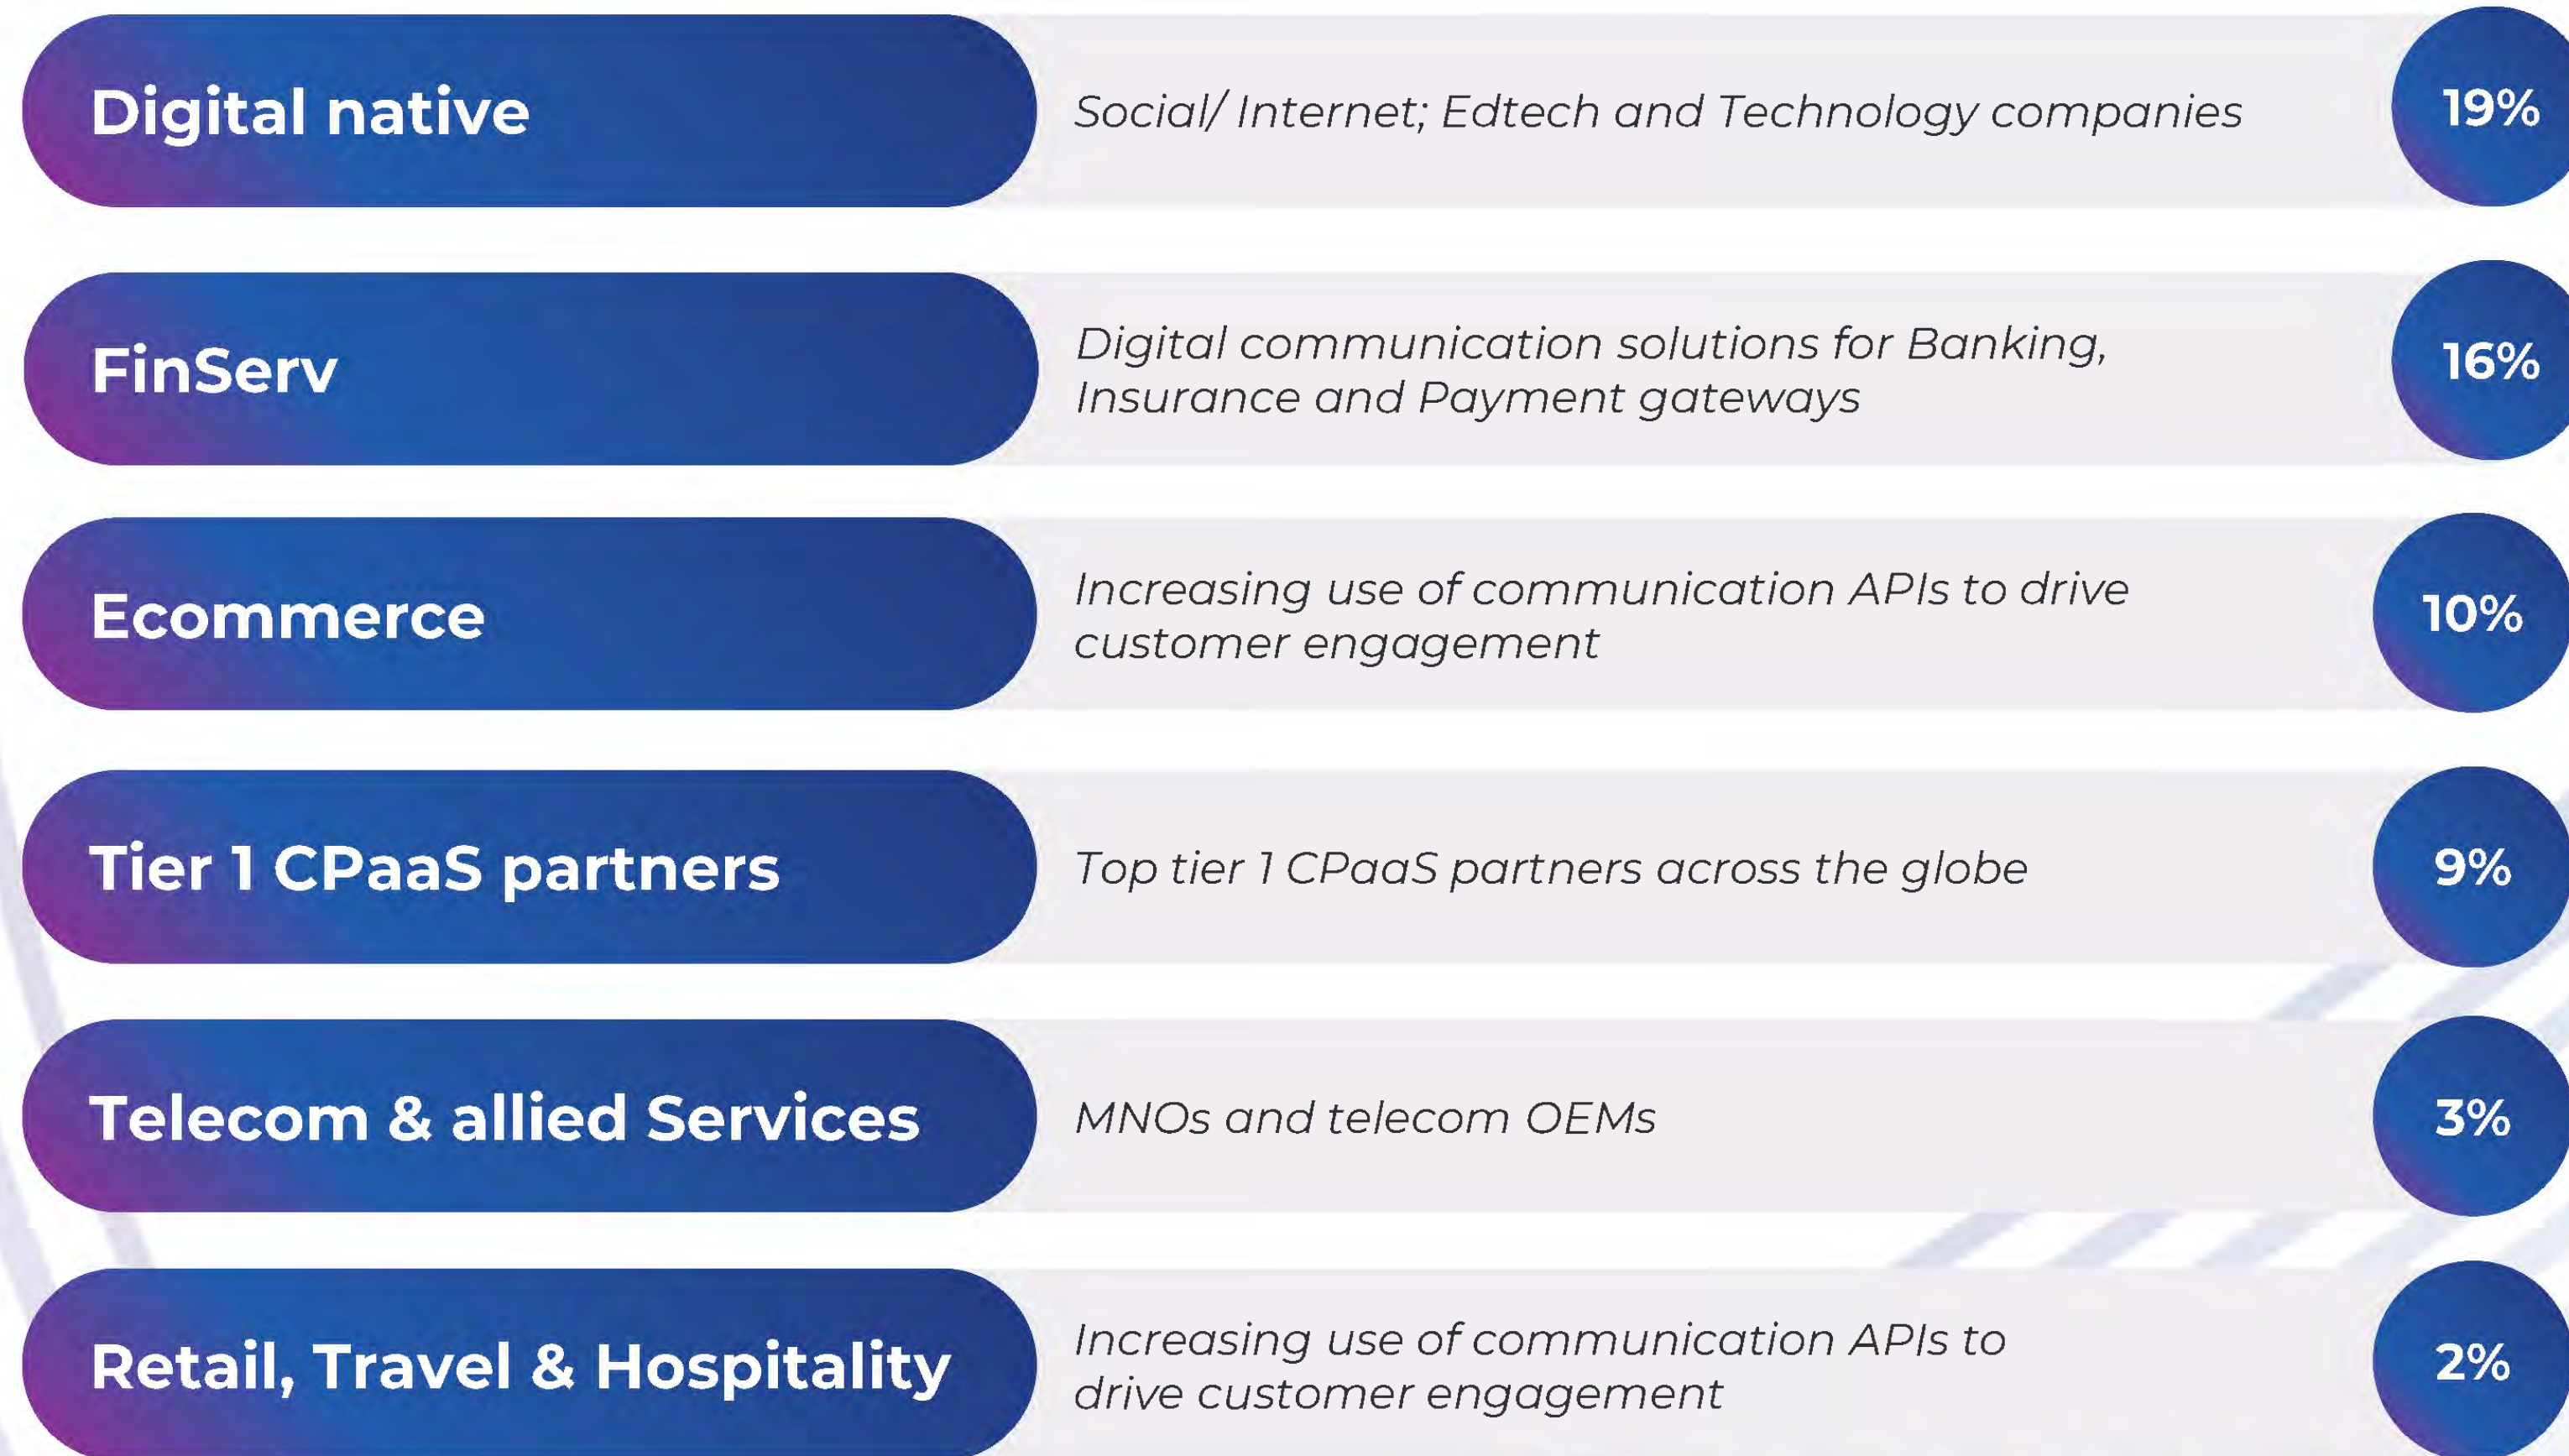 Digital native
Social/ Internet; Edtech and Technology companies
19%
FinServ
Digital communication solutions for Banking,
Insurance and Payment gateways
16%
Ecommerce
Increasing use of communication APIs to drive
customer engagement
10%
Tier 1 CPaaS partners
Top tier 1 CPaaS partners across the globe
9%
Telecom & allied Services
MNOs and telecom OEMs
3%
Retail, Travel & Hospitality
Increasing use of communication APIs to
drive customer engagement
2%